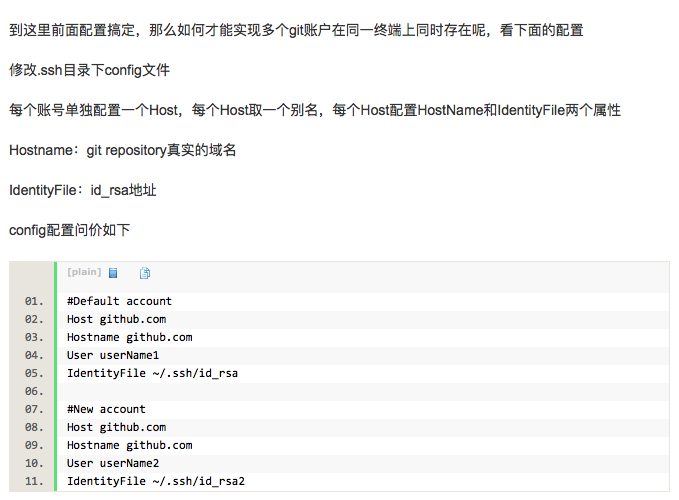 到这里前面配置搞定，那么如何才能实现多个git账户在同一终端上同时存在呢，看下面的配置
修改.ssh目录下config文件
每个账号单独配置一个Host，每个Host取一个别名，每个Host配置HostName和IdentityFile两个属性
Hostname：git repository真实的域名
IdentityFile：id_rsa地址
config配置问价如下
[plain]
01. #Default account
02. Host github.com
03. Hostname github.com
04. User userName1
05. IdentityFile ~/.ssh/id_rsa
06.
07. #New account
08. Host github.com
09. Hostname github.com
10. User userName2
11. IdentityFile ~/.ssh/id_rsa2